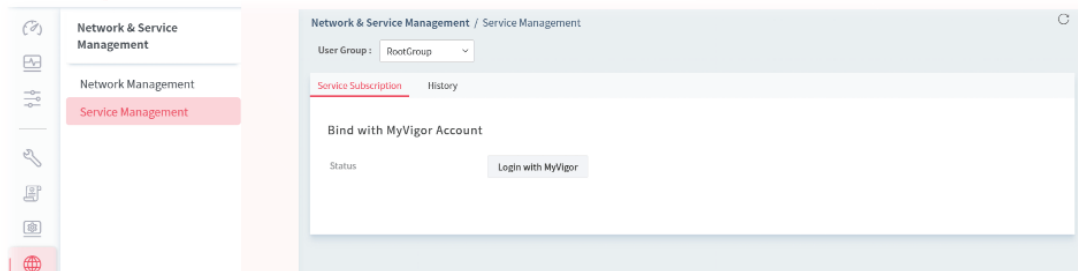 Network & Service
Management
Network Management
Service Management
Network & Service Management / Service Management
User Group :
RootGroup
Service Subscription
History
Bind with MyVigor Account
Status
Login with MyVigor